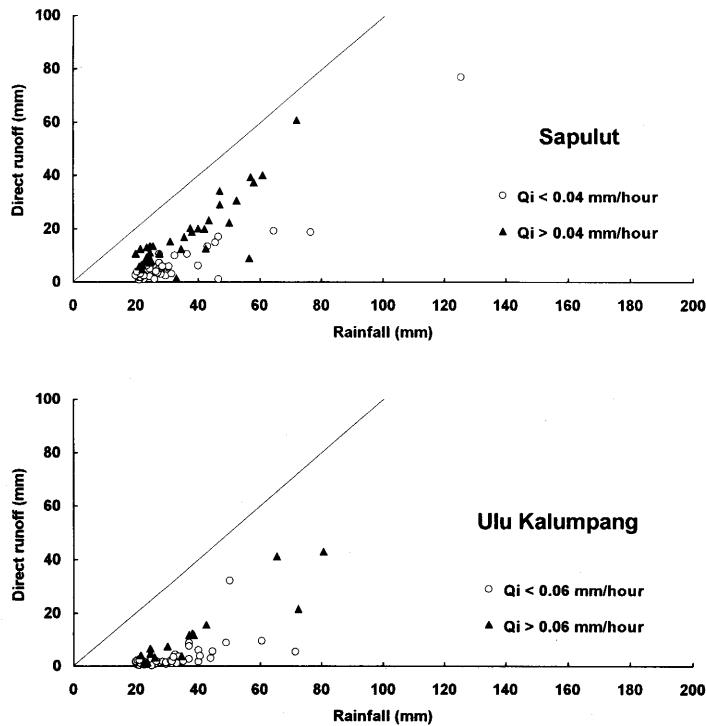 100
80
60
40
20
0
Direct runoff (mm)
Sapulut
Qi < 0.04 mm/hour
Qi > 0.04 mm/hour
0 20 40 60 80 100 120 140 160 180 200
Rainfall (mm)
100
80
60
40
20
0
Direct runoff (mm)
Ulu Kalumpang
Qi < 0.06 mm/hour
Qi > 0.06 mm/hour
0 20 40 60 80 100 120 140 160 180 200
Rainfall (mm)